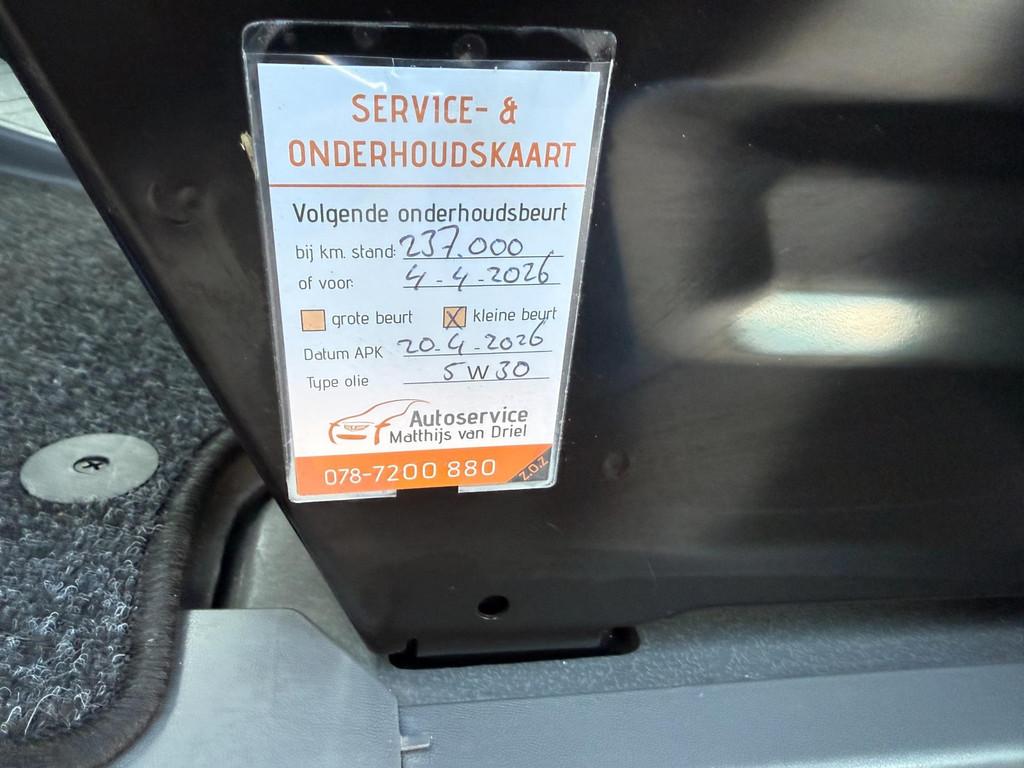 SERVICE- &
ONDERHOUDSKAART
Volgende onderhoudsbeurt
bij km. stand: 237.000
of voor: 4-4-2026
grote beurt X kleine beurt
Datum APK 20-4-2026
Type olie 5W30
Autoservice
Matthijs van Driel
078-7200 880 Z.O.Z